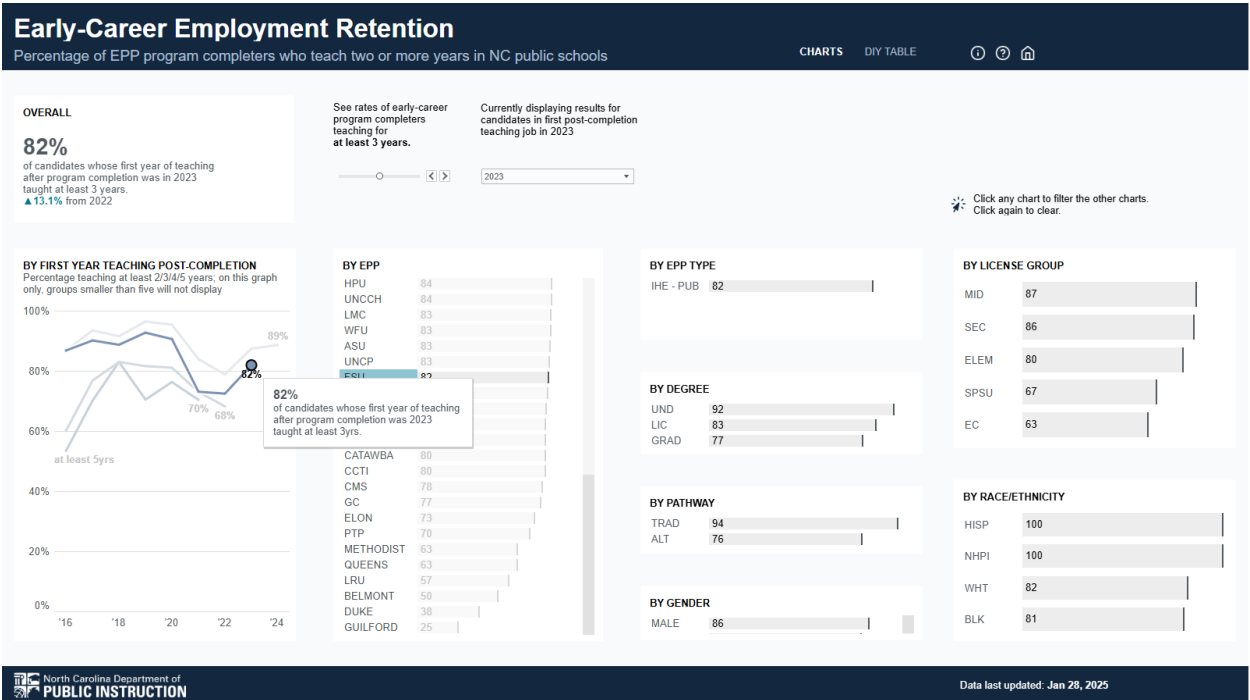 Early-Career Employment Retention
Percentage of EPP program completers who teach two or more years in NC public schools
CHARTS
DIY TABLE
OVERALL
82%
of candidates whose first year of teaching
after program completion was in 2023
taught at least 3 years.
▲13.1% from 2022
See rates of early-career
program completers
teaching for
at least 3 years.
Currently displaying results for
candidates in first post-completion
teaching job in 2023
2023
Click any chart to filter the other charts.
Click again to clear.
BY FIRST YEAR TEACHING POST-COMPLETION
Percentage teaching at least 2/3/4/5 years; on this graph
only, groups smaller than five will not display
100%
80%
60%
40%
20%
0%
89%
82%
70%
68%
at least 5yrs
'16 '18 '20 '22 '24
82%
of candidates whose first year of teaching
after program completion was 2023
taught at least 3yrs.
BY EPP
HPU 84
UNCCH 84
LMC 83
WFU 83
ASU 83
UNCP 83
FSU 82
CATAWBA 80
CCTI 80
CMS 78
GC 77
ELON 73
PTP 70
METHODIST 63
QUEENS 63
LRU 57
BELMONT 50
DUKE 38
GUILFORD 25
BY EPP TYPE
IHE - PUB 82
BY DEGREE
UND 92
LIC 83
GRAD 77
BY PATHWAY
TRAD 94
ALT 76
BY GENDER
MALE 86
BY LICENSE GROUP
MID 87
SEC 86
ELEM 80
SPSU 67
EC 63
BY RACE/ETHNICITY
HISP 100
NHPI 100
WHT 82
BLK 81
North Carolina Department of
PUBLIC INSTRUCTION
Data last updated: Jan 28, 2025